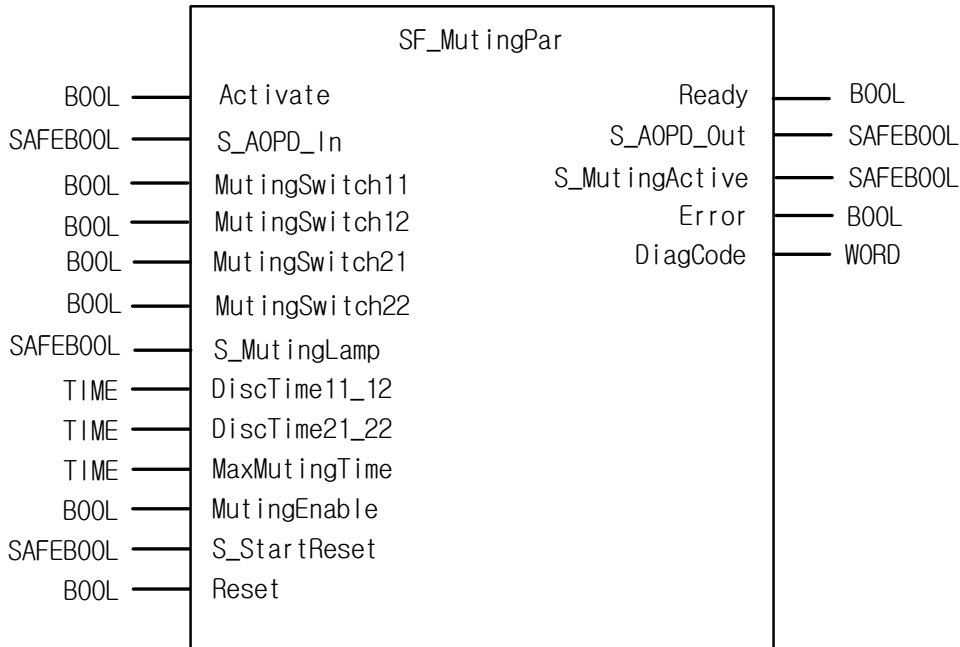 SF_MutingPar
BOOL Activate Ready BOOL
SAFEBOOL S_AOPD_In S_AOPD_Out SAFEBOOL
BOOL MutingSwitch11 S_MutingActive SAFEBOOL
BOOL MutingSwitch12 Error BOOL
BOOL MutingSwitch21 DiagCode WORD
BOOL MutingSwitch22
SAFEBOOL S_MutingLamp
TIME DiscTime11_12
TIME DiscTime21_22
TIME MaxMutingTime
BOOL MutingEnable
SAFEBOOL S_StartReset
BOOL Reset